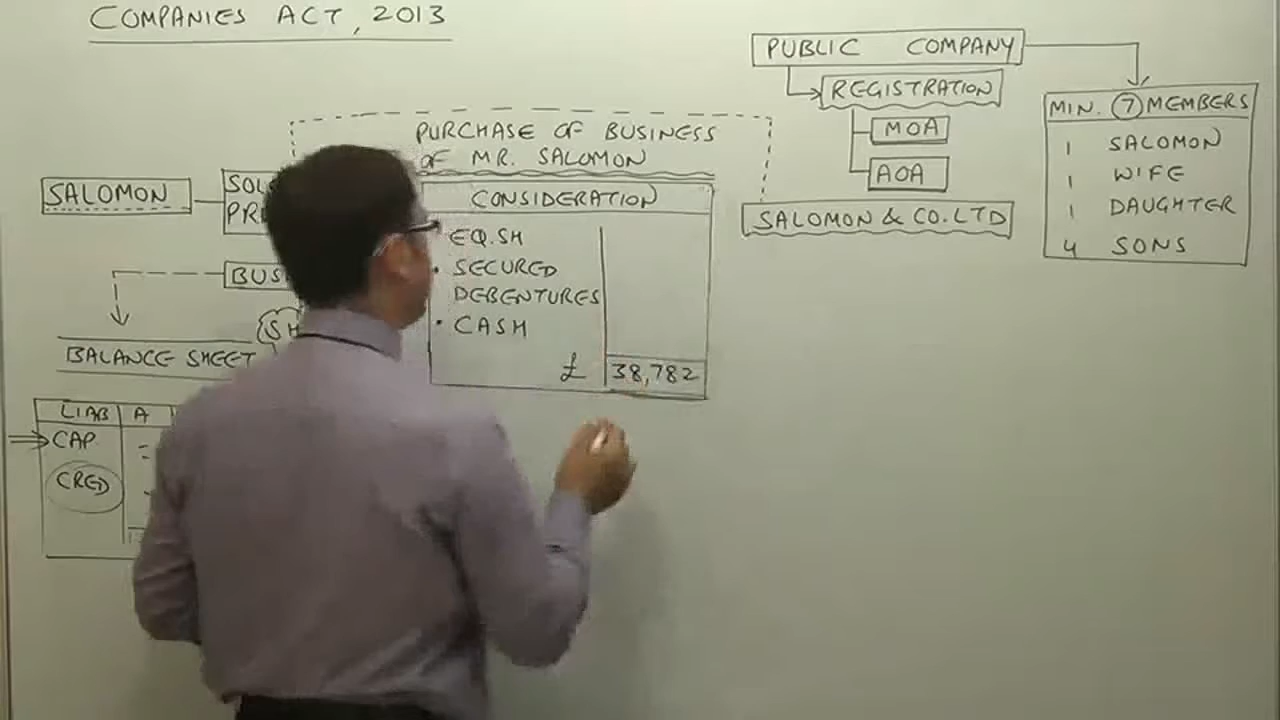 COMPANIES ACT, 2013
PUBLIC COMPANY
REGISTRATION
MOA
AOA
SALOMON & CO. LTD
MIN. 7 MEMBERS
1 SALOMON
1 WIFE
1 DAUGHTER
4 SONS
PURCHASE OF BUSINESS
OF MR. SALOMON
CONSIDERATION
EQ.SH
• SECURED
DEBENTURES
• CASH
£ 38,782
SALOMON
BALANCE SHEET
LIAB A
CAP
CRED